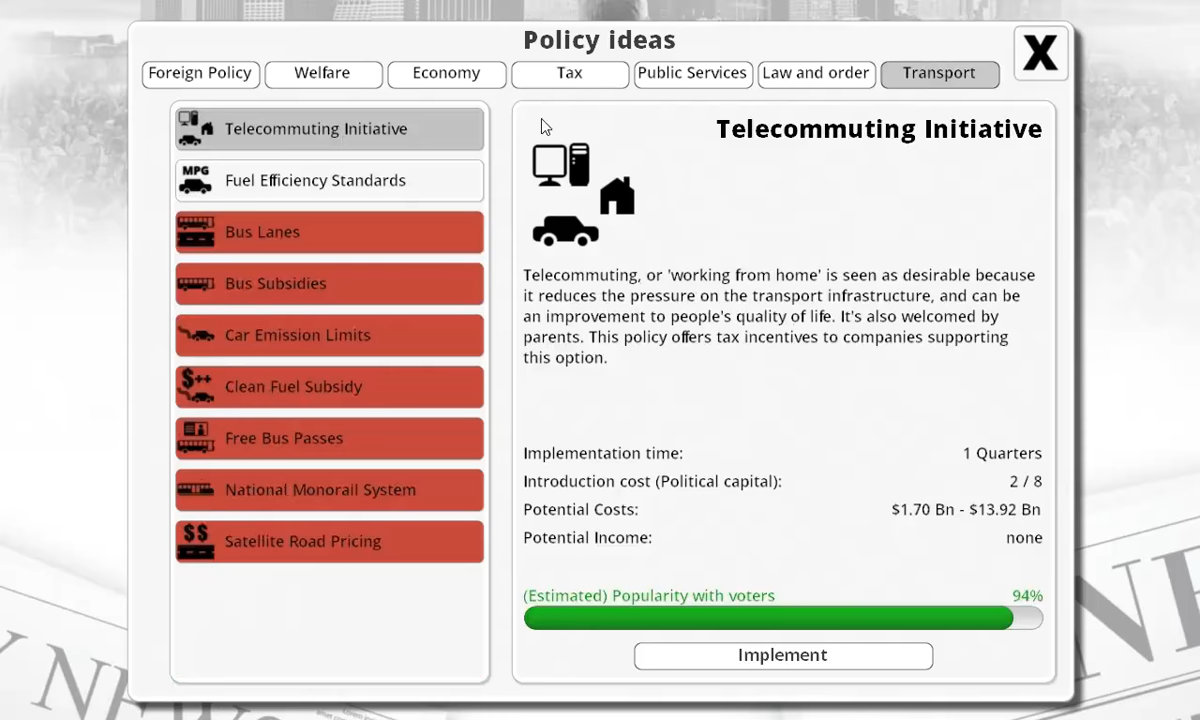 Policy ideas
X
Foreign Policy
Welfare
Economy
Tax
Public Services
Law and order
Transport
Telecommuting Initiative
MPG
Fuel Efficiency Standards
Bus Lanes
Bus Subsidies
Car Emission Limits
$++
Clean Fuel Subsidy
Free Bus Passes
National Monorail System
$$
Satellite Road Pricing
Telecommuting Initiative
Telecommuting, or 'working from home' is seen as desirable because
it reduces the pressure on the transport infrastructure, and can be
an improvement to people's quality of life. It's also welcomed by
parents. This policy offers tax incentives to companies supporting
this option.
Implementation time: 1 Quarters
Introduction cost (Political capital): 2 / 8
Potential Costs: $1.70 Bn - $13.92 Bn
Potential Income: none
(Estimated) Popularity with voters 94%
Implement